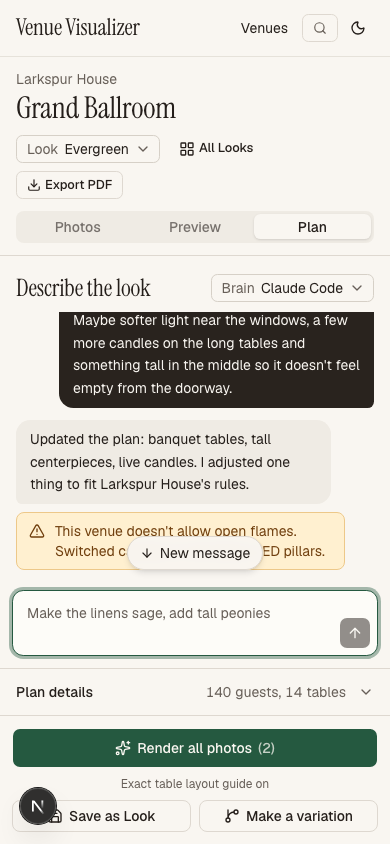 Venue Visualizer
Venues
Larkspur House
Grand Ballroom
Look Evergreen
All Looks
Export PDF
Photos
Preview
Plan
Describe the look
Brain Claude Code
Maybe softer light near the windows, a few
more candles on the long tables and
something tall in the middle so it doesn't feel
empty from the doorway.
Updated the plan: banquet tables, tall
centerpieces, live candles. I adjusted one
thing to fit Larkspur House's rules.
This venue doesn't allow open flames.
Switched
New message
pillars.
Make the linens sage, add tall peonies
Plan details
140 guests, 14 tables
Render all photos (2)
Exact table layout guide on
N
Save as Look
Make a variation